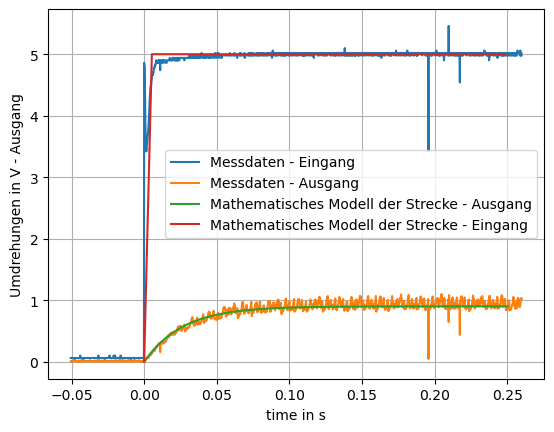 Umdrehungen in V - Ausgang
5
4
3
2
1
0
Messdaten - Eingang
Messdaten - Ausgang
Mathematisches Modell der Strecke - Ausgang
Mathematisches Modell der Strecke - Eingang
−0.05 0.00 0.05 0.10 0.15 0.20 0.25
time in s